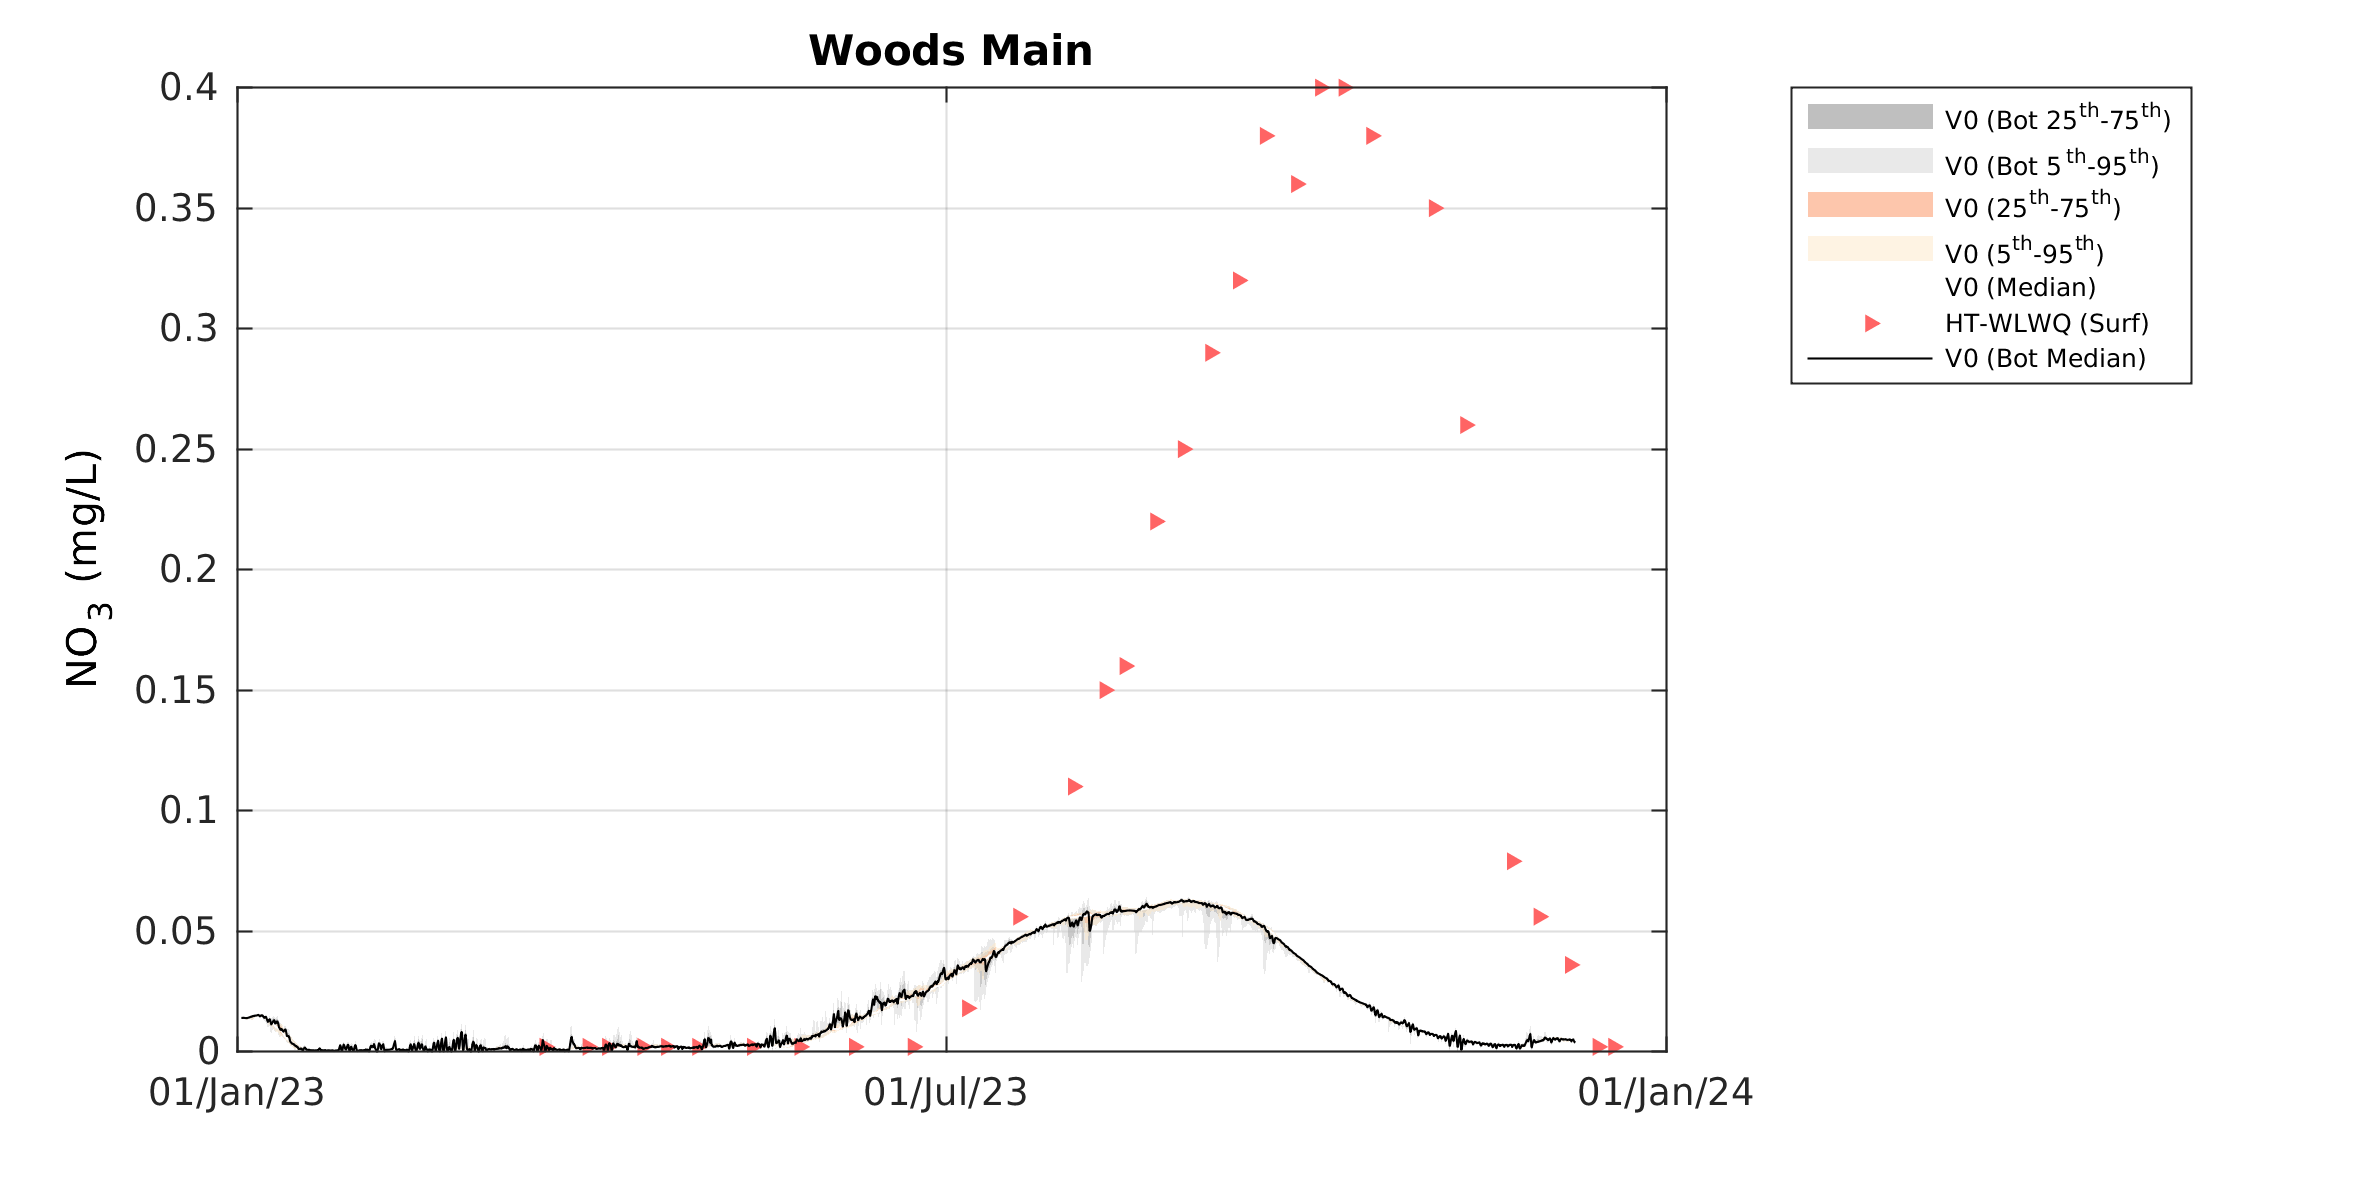 Woods Main
0.4
0.35
0.3
0.25
0.2
0.15
0.1
0.05
0
NO3 (mg/L)
01/Jan/23
01/Jul/23
01/Jan/24
V0 (Bot 25th-75th)
V0 (Bot 5th-95th)
V0 (25th-75th)
V0 (5th-95th)
V0 (Median)
HT-WLWQ (Surf)
V0 (Bot Median)